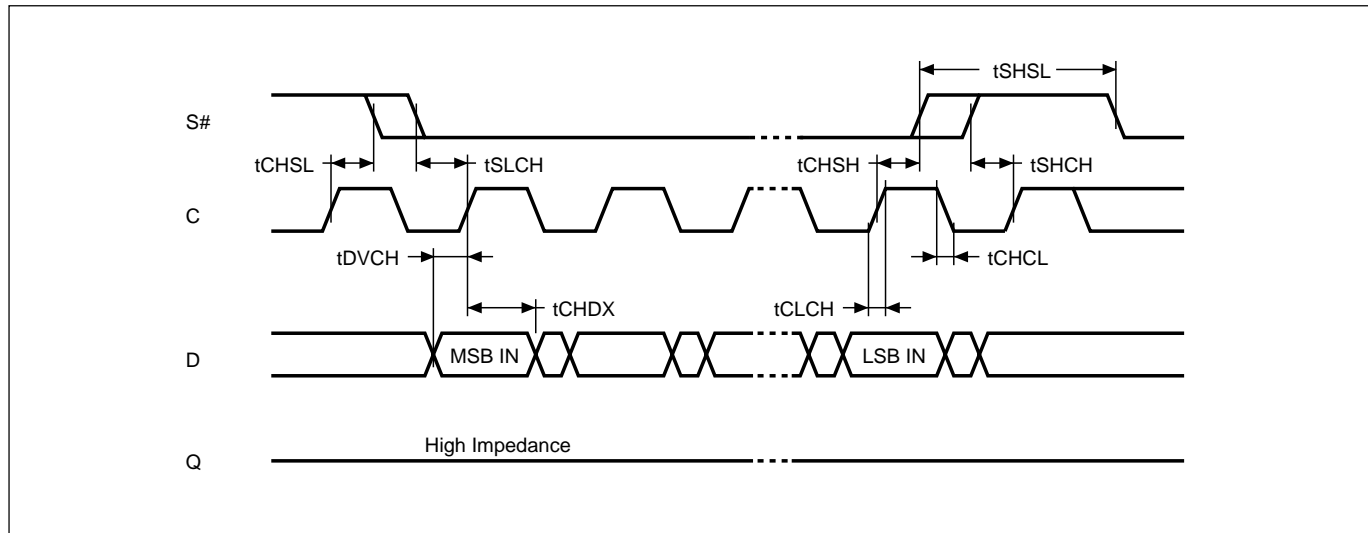 tSHSL
S#
tCHSL
tSLCH
tCHSH
tSHCH
C
tDVCH
tCHCL
tCHDX
tCLCH
D
MSB IN
LSB IN
High Impedance
Q